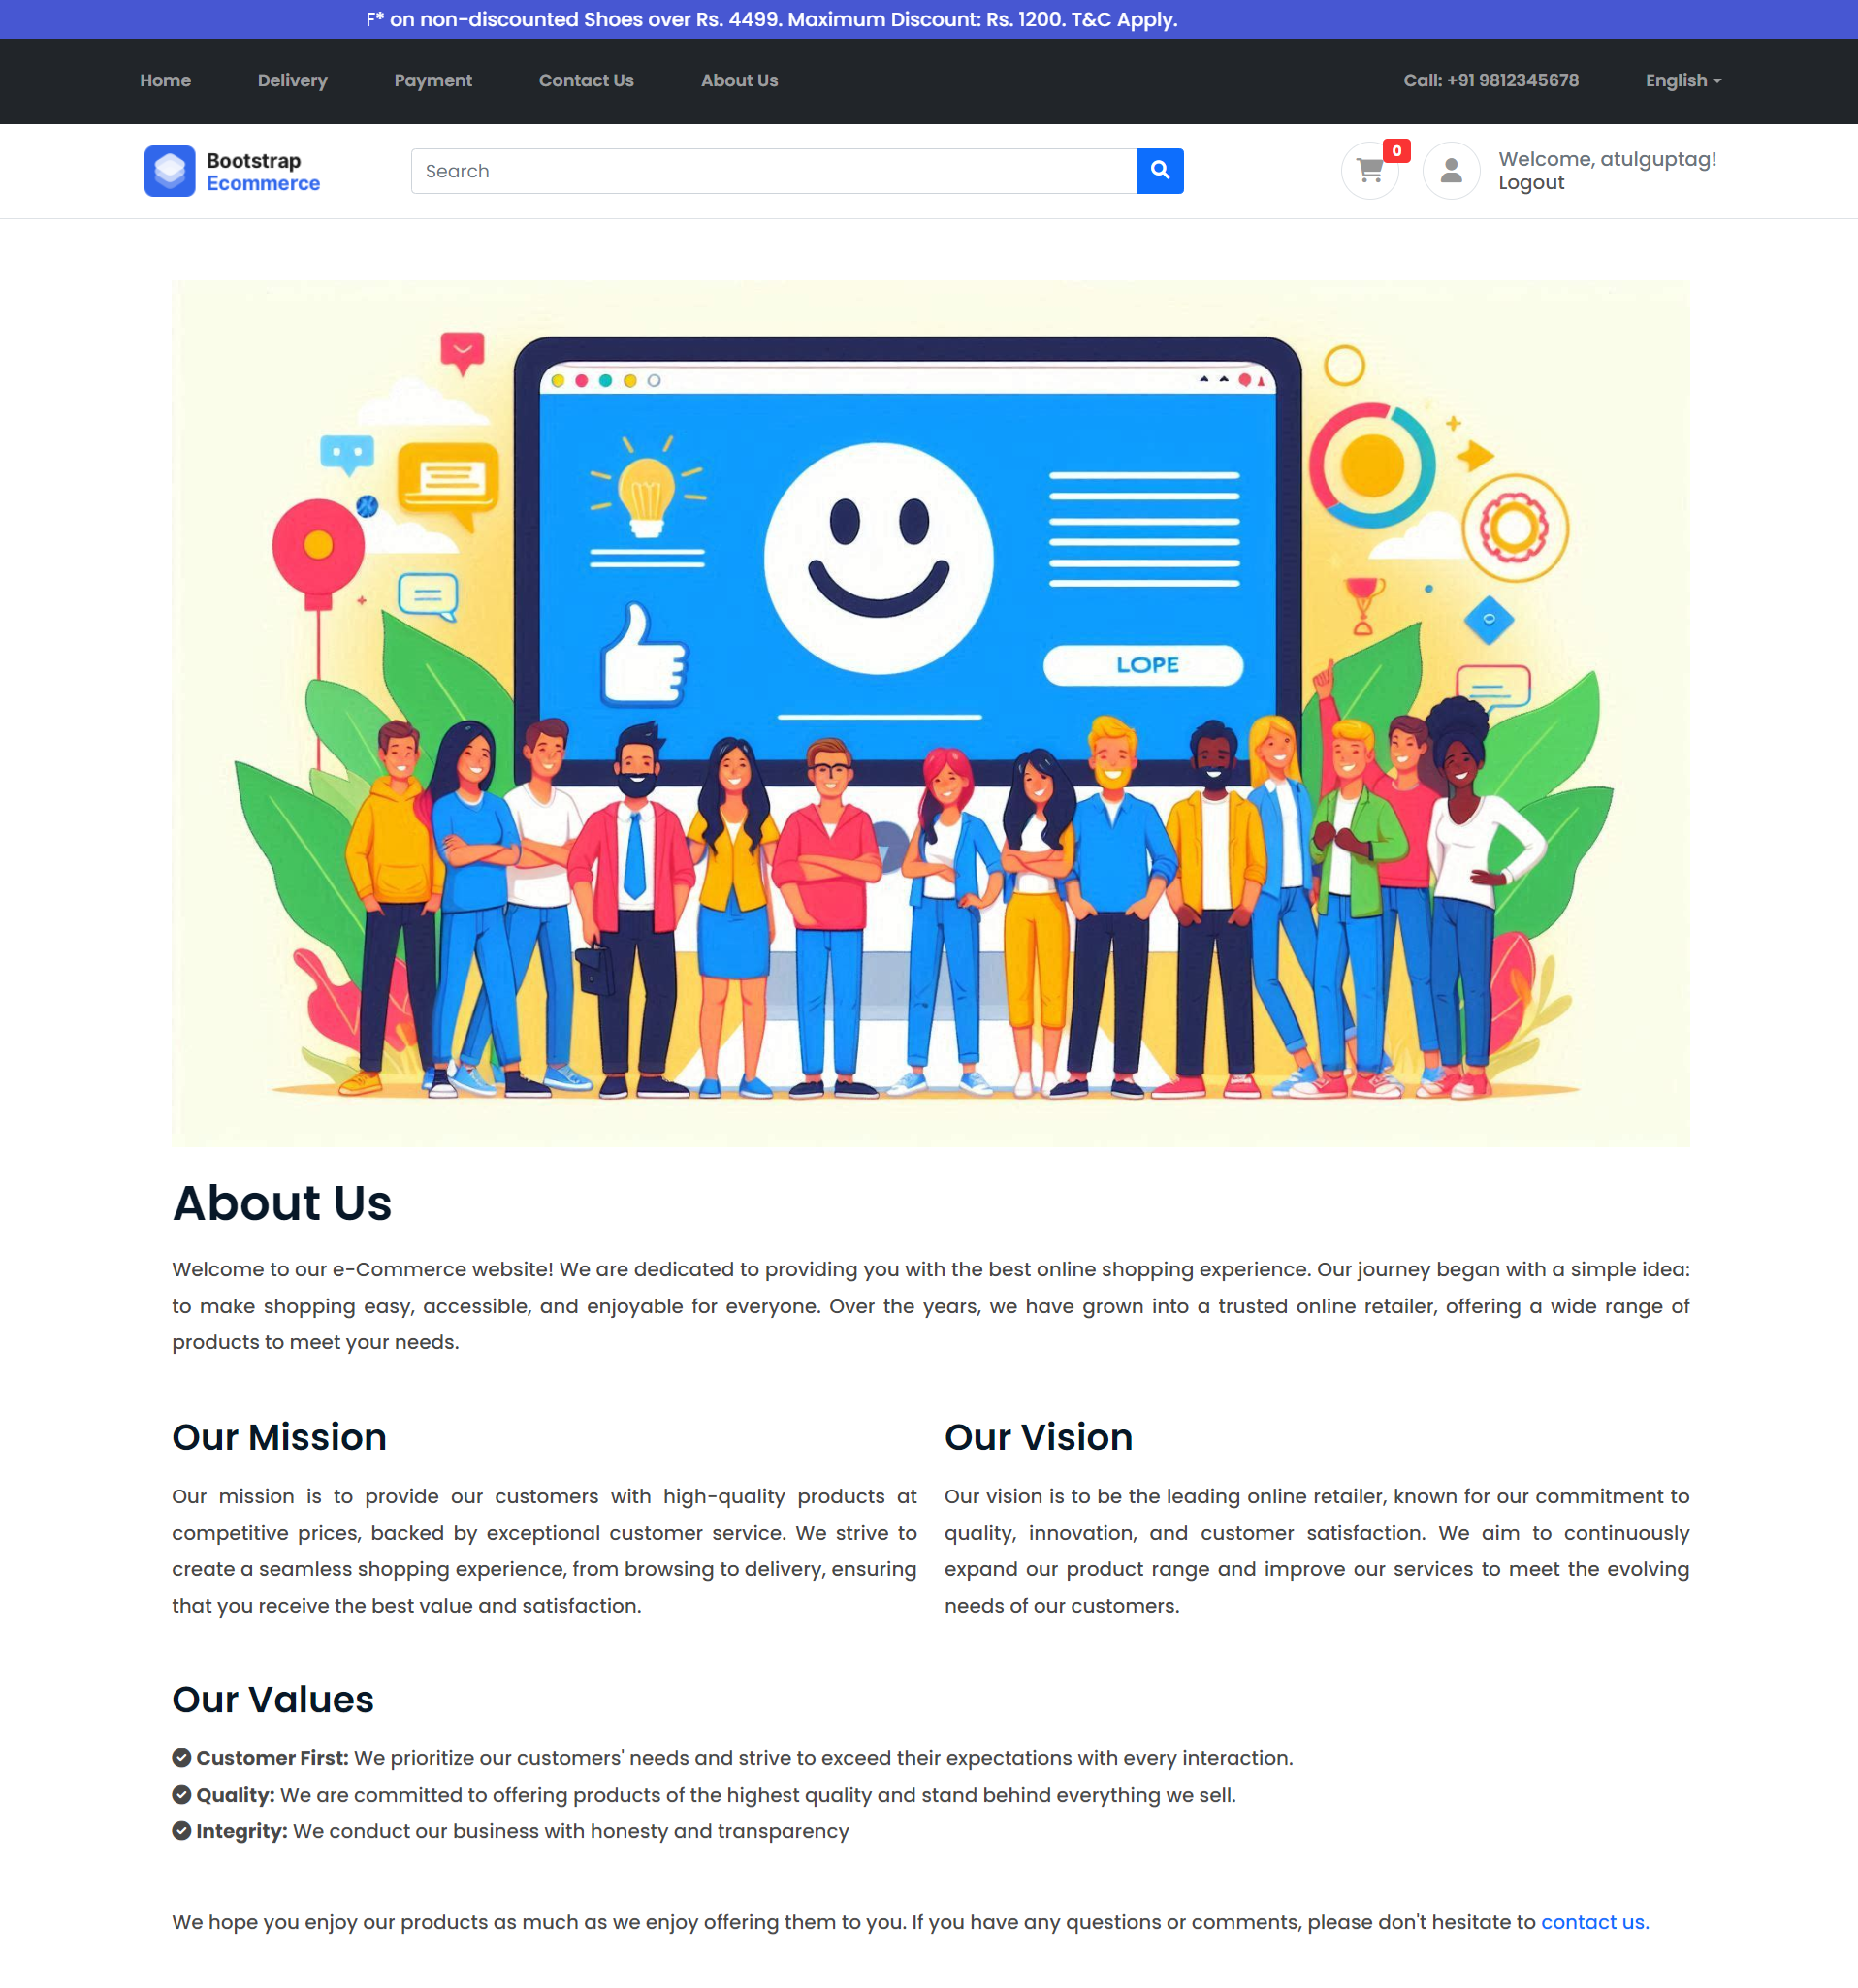 F* on non-discounted Shoes over Rs. 4499. Maximum Discount: Rs. 1200. T&C Apply.
Home Delivery Payment Contact Us About Us Call: +91 9812345678 English
Bootstrap
Ecommerce
Search
0
Welcome, atulguptag!
Logout
LOPE
About Us
Welcome to our e-Commerce website! We are dedicated to providing you with the best online shopping experience. Our journey began with a simple idea:
to make shopping easy, accessible, and enjoyable for everyone. Over the years, we have grown into a trusted online retailer, offering a wide range of
products to meet your needs.
Our Mission
Our mission is to provide our customers with high-quality products at
competitive prices, backed by exceptional customer service. We strive to
create a seamless shopping experience, from browsing to delivery, ensuring
that you receive the best value and satisfaction.
Our Vision
Our vision is to be the leading online retailer, known for our commitment to
quality, innovation, and customer satisfaction. We aim to continuously
expand our product range and improve our services to meet the evolving
needs of our customers.
Our Values
Customer First: We prioritize our customers' needs and strive to exceed their expectations with every interaction.
Quality: We are committed to offering products of the highest quality and stand behind everything we sell.
Integrity: We conduct our business with honesty and transparency
We hope you enjoy our products as much as we enjoy offering them to you. If you have any questions or comments, please don't hesitate to contact us.